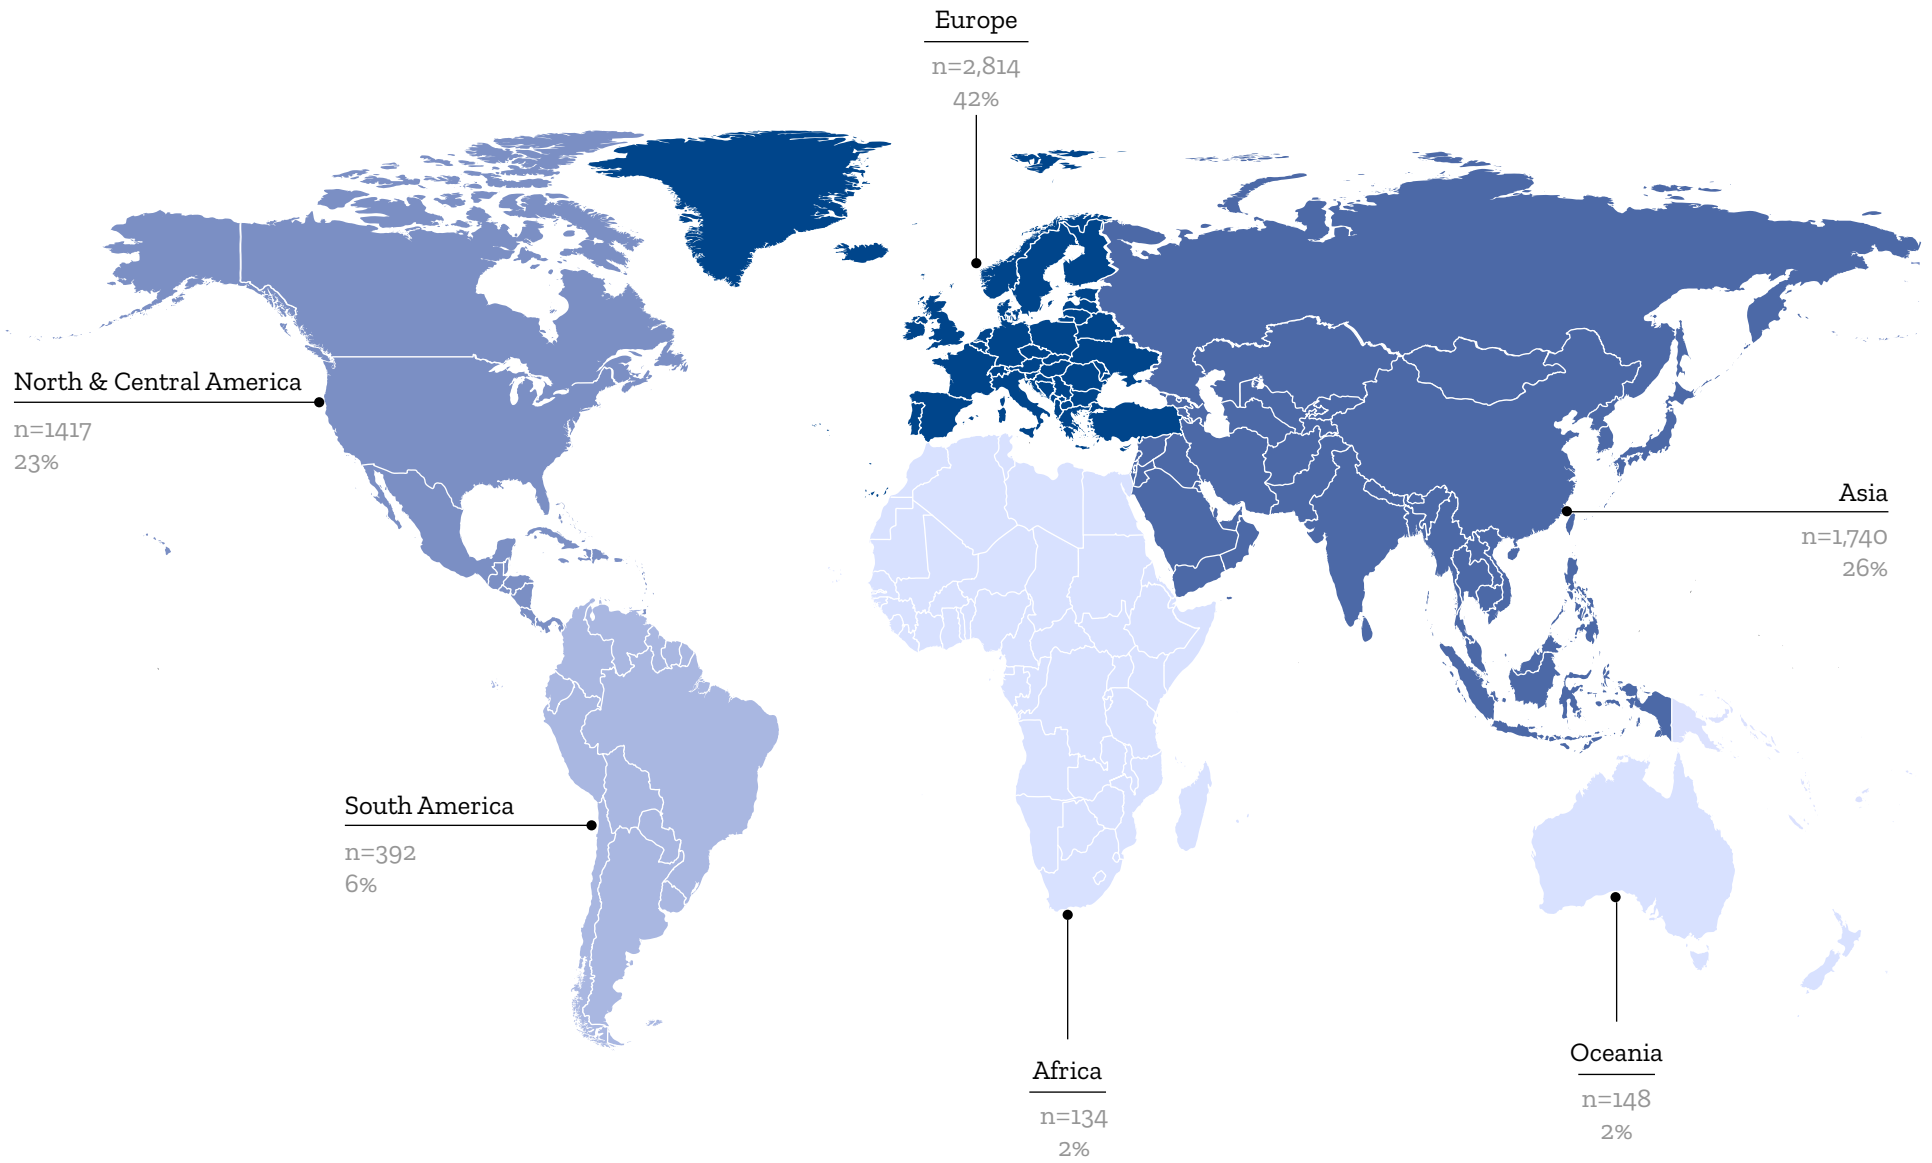 Europe
n=2,814
42%
North & Central America
n=1417
23%
Asia
n=1,740
26%
South America
n=392
6%
Africa
n=134
2%
Oceania
n=148
2%